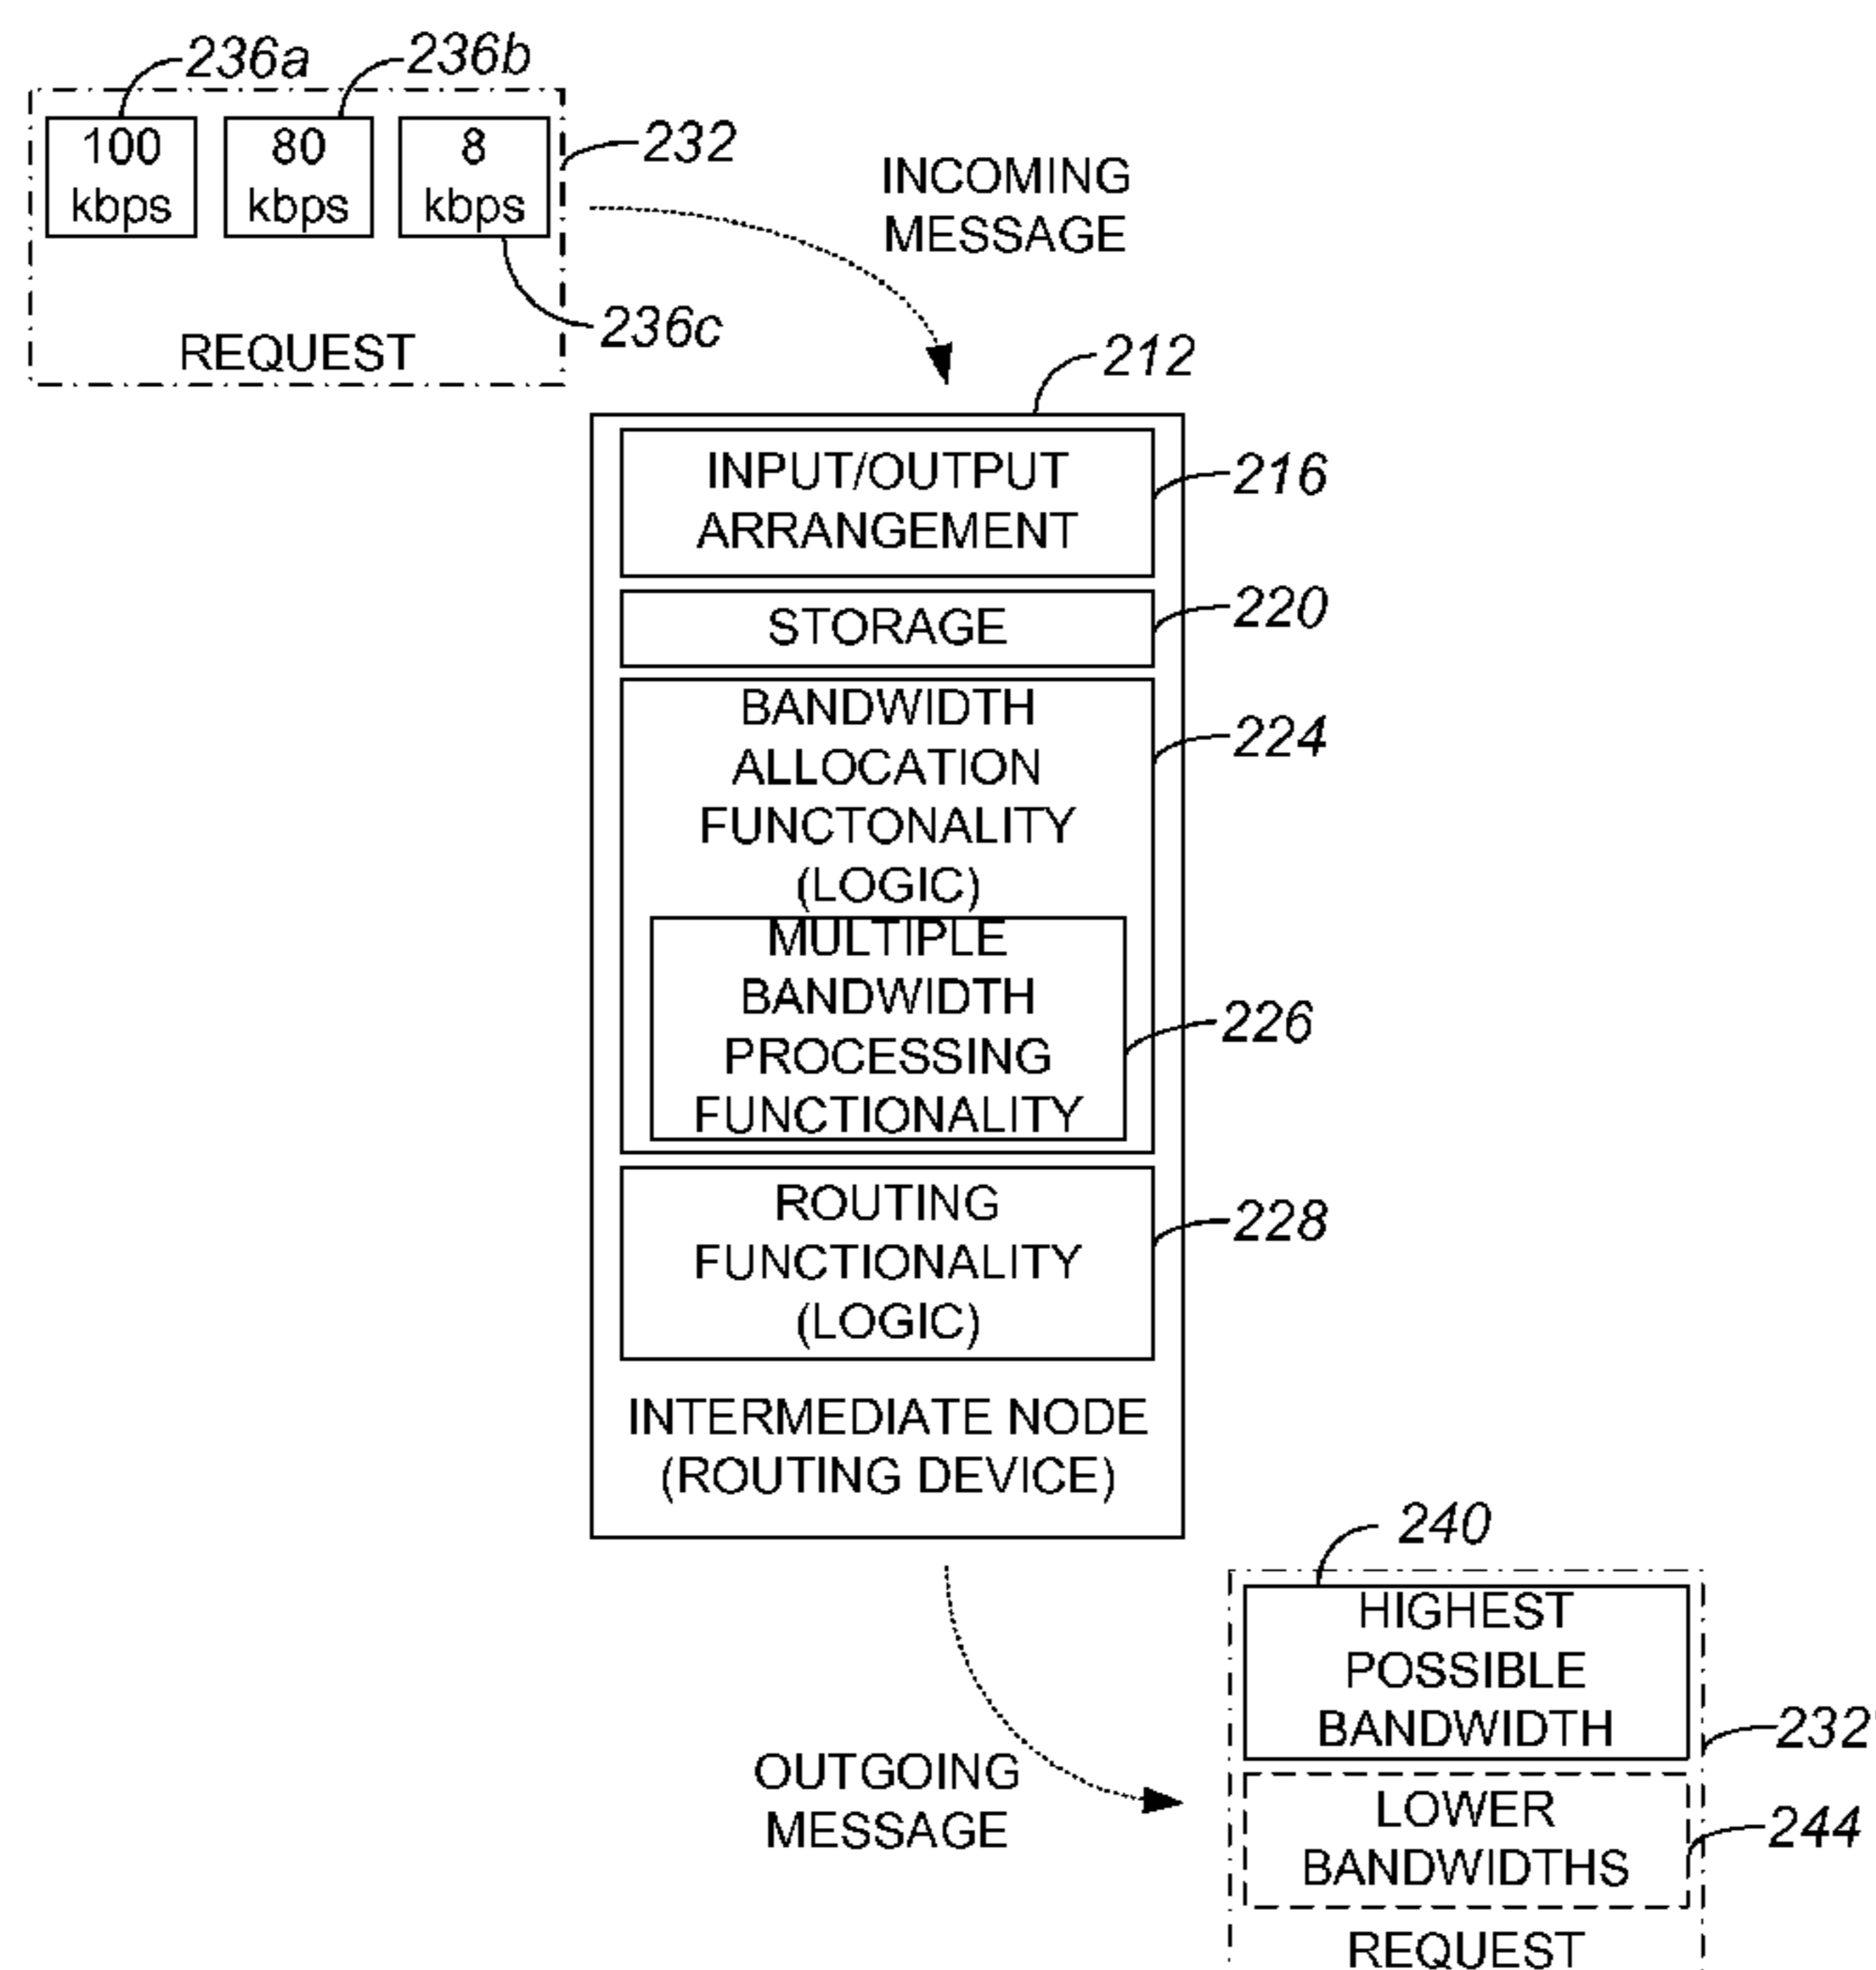 236a
236b
100
kbps
80
kbps
8
kbps
232
236c
REQUEST
INCOMING
MESSAGE
212
INPUT/OUTPUT
ARRANGEMENT
216
STORAGE
220
BANDWIDTH
ALLOCATION
FUNCTONALITY
(LOGIC)
224
MULTIPLE
BANDWIDTH
PROCESSING
FUNCTIONALITY
226
ROUTING
FUNCTIONALITY
(LOGIC)
228
INTERMEDIATE NODE
(ROUTING DEVICE)
OUTGOING
MESSAGE
240
HIGHEST
POSSIBLE
BANDWIDTH
232'
LOWER
BANDWIDTHS
244
REQUEST